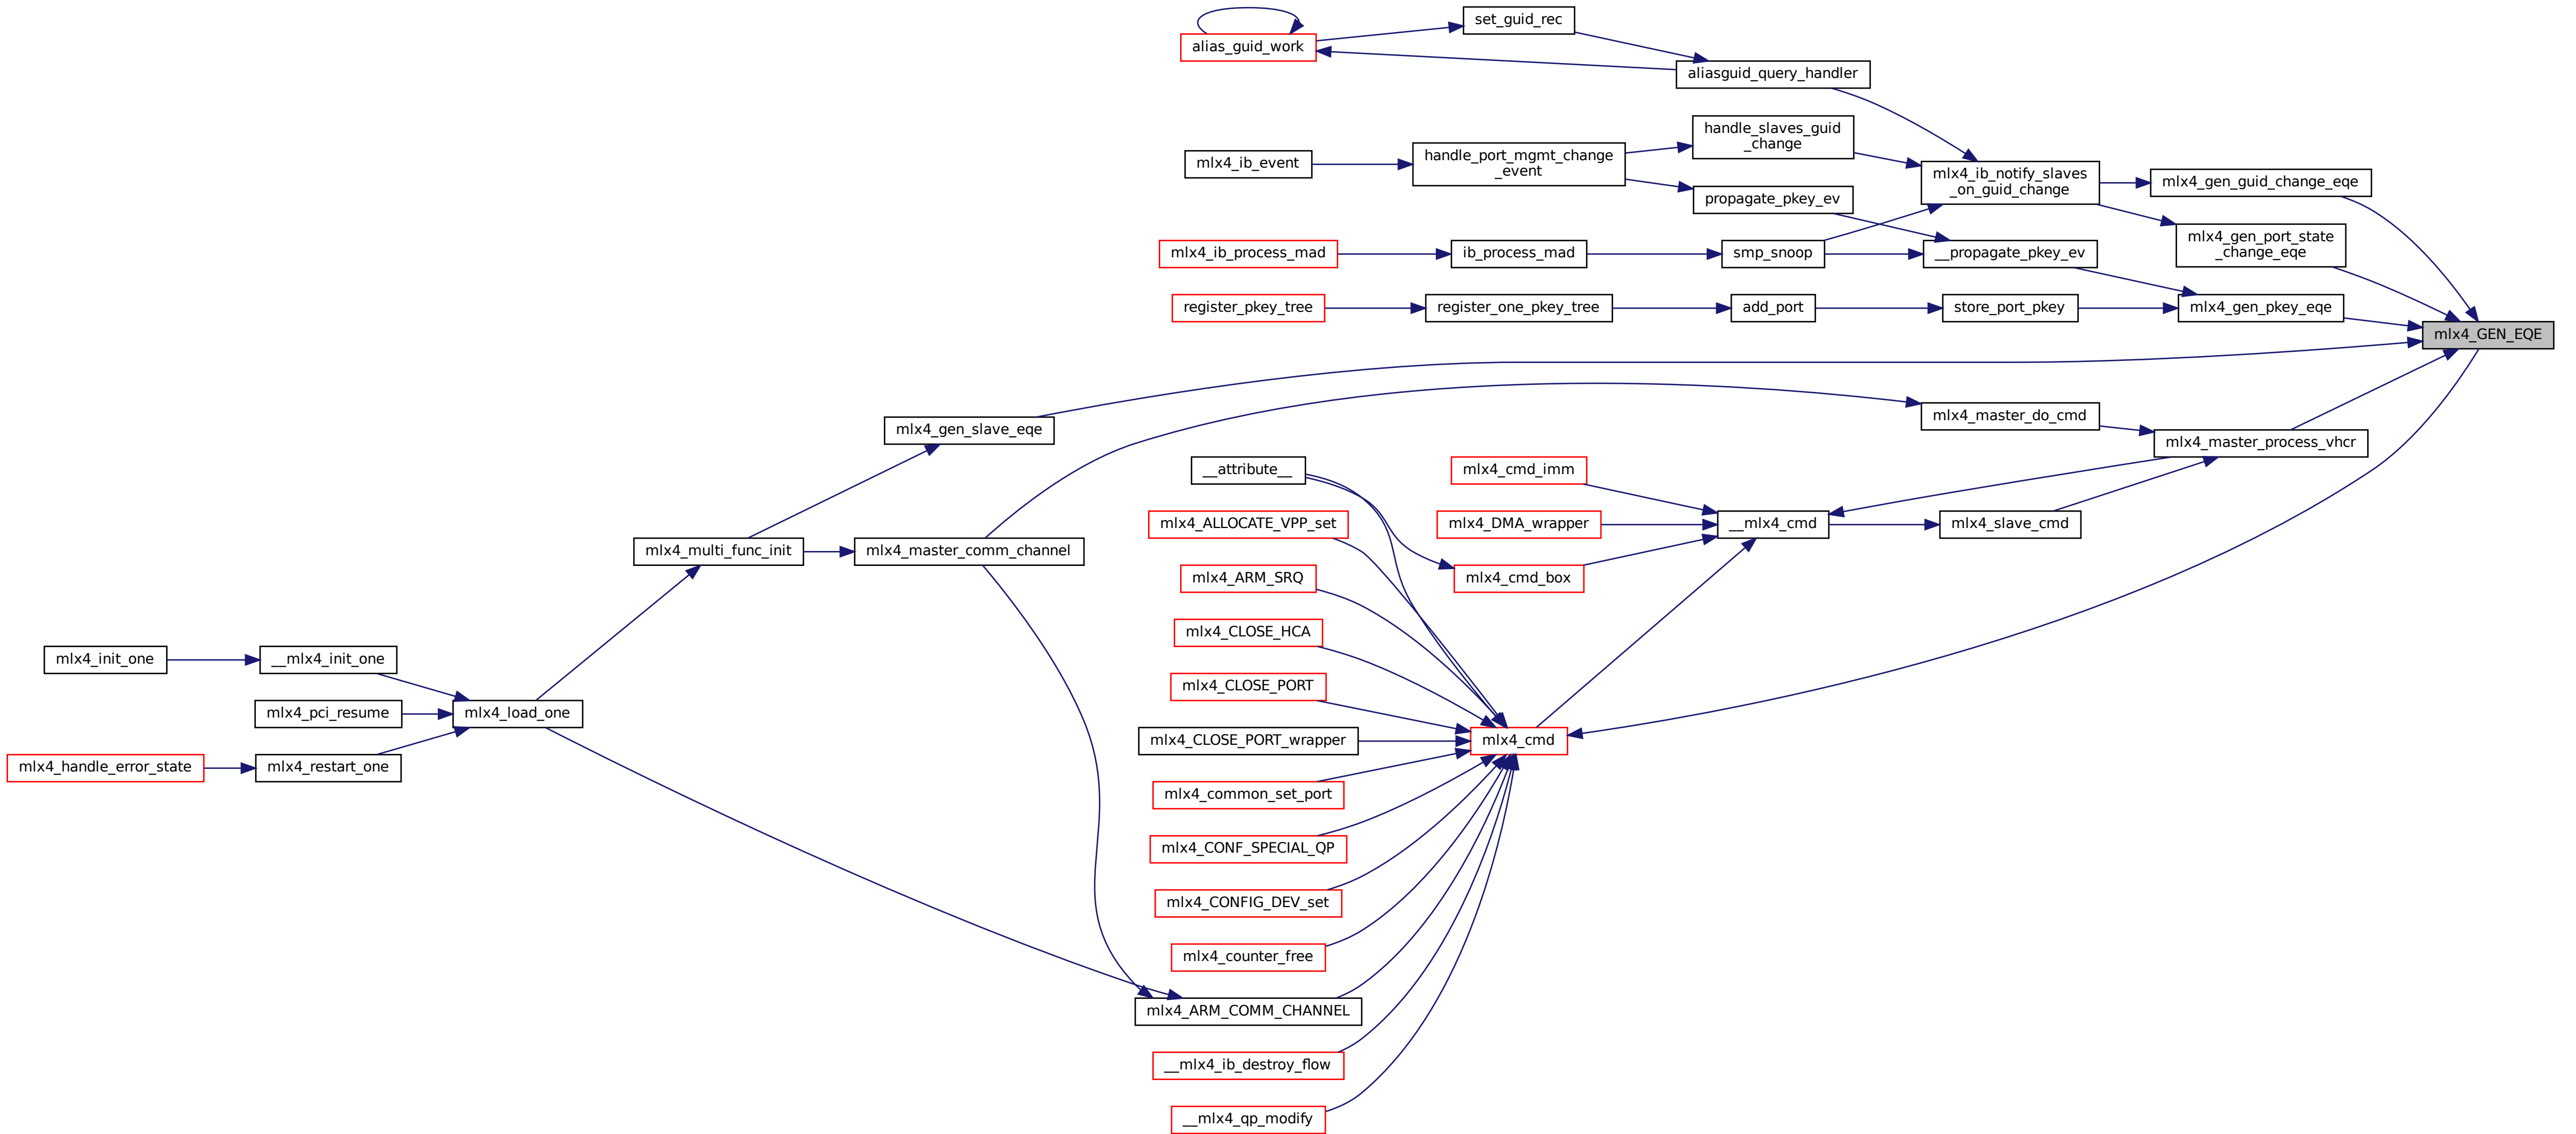 set_guid_rec
alias_guid_work
aliasguid_query_handler
handle_slaves_guid
_change
handle_port_mgmt_change
_event
mlx4_ib_event
mlx4_ib_notify_slaves
_on_guid_change
mlx4_gen_guid_change_eqe
propagate_pkey_ev
mlx4_gen_port_state
_change_eqe
mlx4_ib_process_mad
ib_process_mad
smp_snoop
__propagate_pkey_ev
register_pkey_tree
register_one_pkey_tree
add_port
store_port_pkey
mlx4_gen_pkey_eqe
mlx4_GEN_EQE
mlx4_gen_slave_eqe
mlx4_master_do_cmd
mlx4_master_process_vhcr
__attribute__
mlx4_cmd_imm
mlx4_ALLOCATE_VPP_set
mlx4_DMA_wrapper
__mlx4_cmd
mlx4_slave_cmd
mlx4_multi_func_init
mlx4_master_comm_channel
mlx4_ARM_SRQ
mlx4_cmd_box
mlx4_CLOSE_HCA
mlx4_init_one
__mlx4_init_one
mlx4_CLOSE_PORT
mlx4_pci_resume
mlx4_load_one
mlx4_CLOSE_PORT_wrapper
mlx4_cmd
mlx4_handle_error_state
mlx4_restart_one
mlx4_common_set_port
mlx4_CONF_SPECIAL_QP
mlx4_CONFIG_DEV_set
mlx4_counter_free
mlx4_ARM_COMM_CHANNEL
__mlx4_ib_destroy_flow
__mlx4_qp_modify